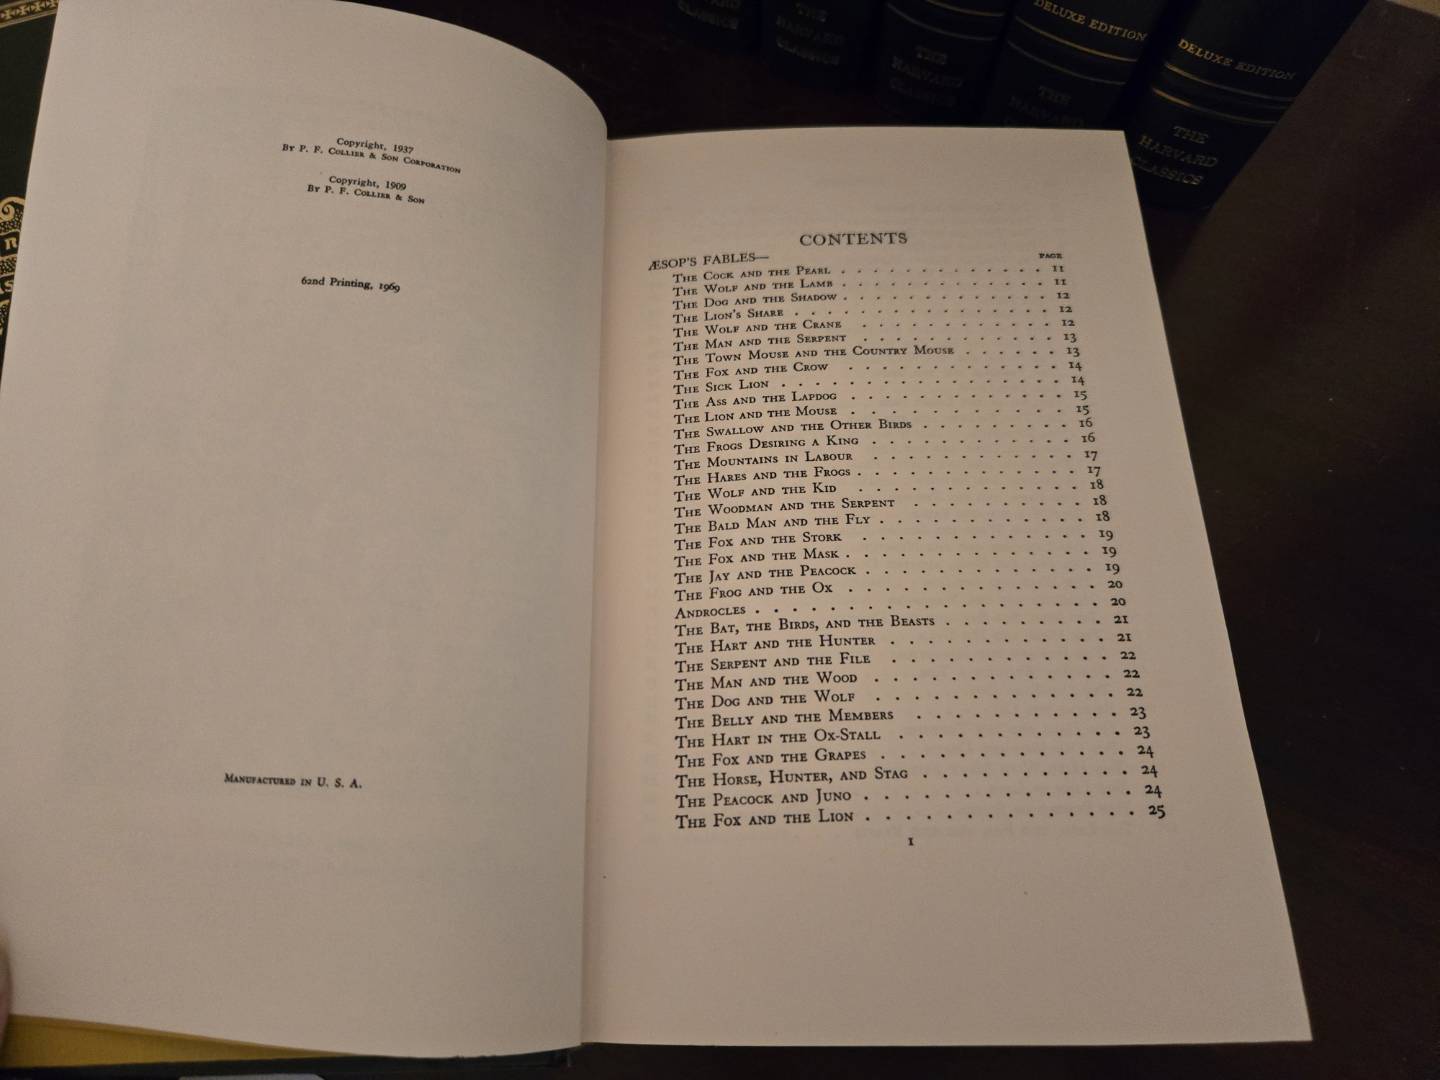 Copyright, 1937
By P. F. Collier & Son Corporation
Copyright, 1909
By P. F. Collier & Son
62nd Printing, 1969
Manufactured in U. S. A.
CONTENTS
ÆSOP'S FABLES— PAGE
The Cock and the Pearl . . . . . . . . . . . . . 11
The Wolf and the Lamb . . . . . . . . . . . . . 11
The Dog and the Shadow . . . . . . . . . . . . . 12
The Lion's Share . . . . . . . . . . . . . . . . 12
The Wolf and the Crane . . . . . . . . . . . . 12
The Man and the Serpent . . . . . . . . . . . . 13
The Town Mouse and the Country Mouse . . . . . . 13
The Fox and the Crow . . . . . . . . . . . . . 14
The Sick Lion . . . . . . . . . . . . . . . . . 14
The Ass and the Lapdog . . . . . . . . . . . . . 15
The Lion and the Mouse . . . . . . . . . . . . . 15
The Swallow and the Other Birds . . . . . . . . . 16
The Frogs Desiring a King . . . . . . . . . . . . 16
The Mountains in Labour . . . . . . . . . . . . 17
The Hares and the Frogs . . . . . . . . . . . . . 17
The Wolf and the Kid . . . . . . . . . . . . . 18
The Woodman and the Serpent . . . . . . . . . . 18
The Bald Man and the Fly . . . . . . . . . . . . 18
The Fox and the Stork . . . . . . . . . . . . . 19
The Fox and the Mask . . . . . . . . . . . . . . 19
The Jay and the Peacock . . . . . . . . . . . . . 19
The Frog and the Ox . . . . . . . . . . . . . . 20
Androcles . . . . . . . . . . . . . . . . . . . 20
The Bat, the Birds, and the Beasts . . . . . . . . . 21
The Hart and the Hunter . . . . . . . . . . . . 21
The Serpent and the File . . . . . . . . . . . . 22
The Man and the Wood . . . . . . . . . . . . . 22
The Dog and the Wolf . . . . . . . . . . . . . 22
The Belly and the Members . . . . . . . . . . . 23
The Hart in the Ox-Stall . . . . . . . . . . . . 23
The Fox and the Grapes . . . . . . . . . . . . . 24
The Horse, Hunter, and Stag . . . . . . . . . . . 24
The Peacock and Juno . . . . . . . . . . . . . . 24
The Fox and the Lion . . . . . . . . . . . . . . 25
1
THE
HARVARD
CLASSICS
THE
HARVARD
CLASSICS
DELUXE EDITION
THE
HARVARD
DELUXE EDITION
THE
HARVARD
CLASSICS